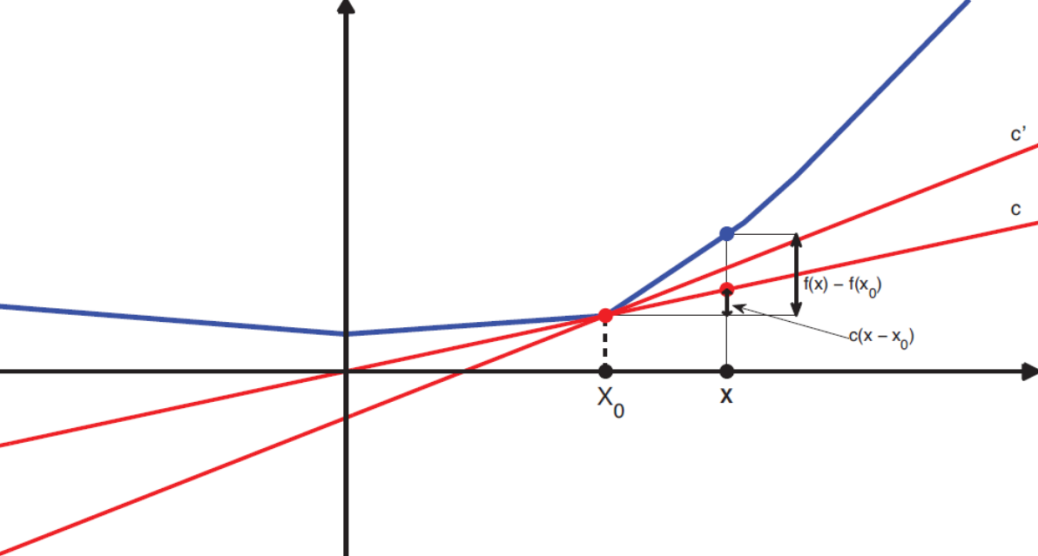 c’
c
f(x) – f(x₀)
c(x – x₀)
X₀
x